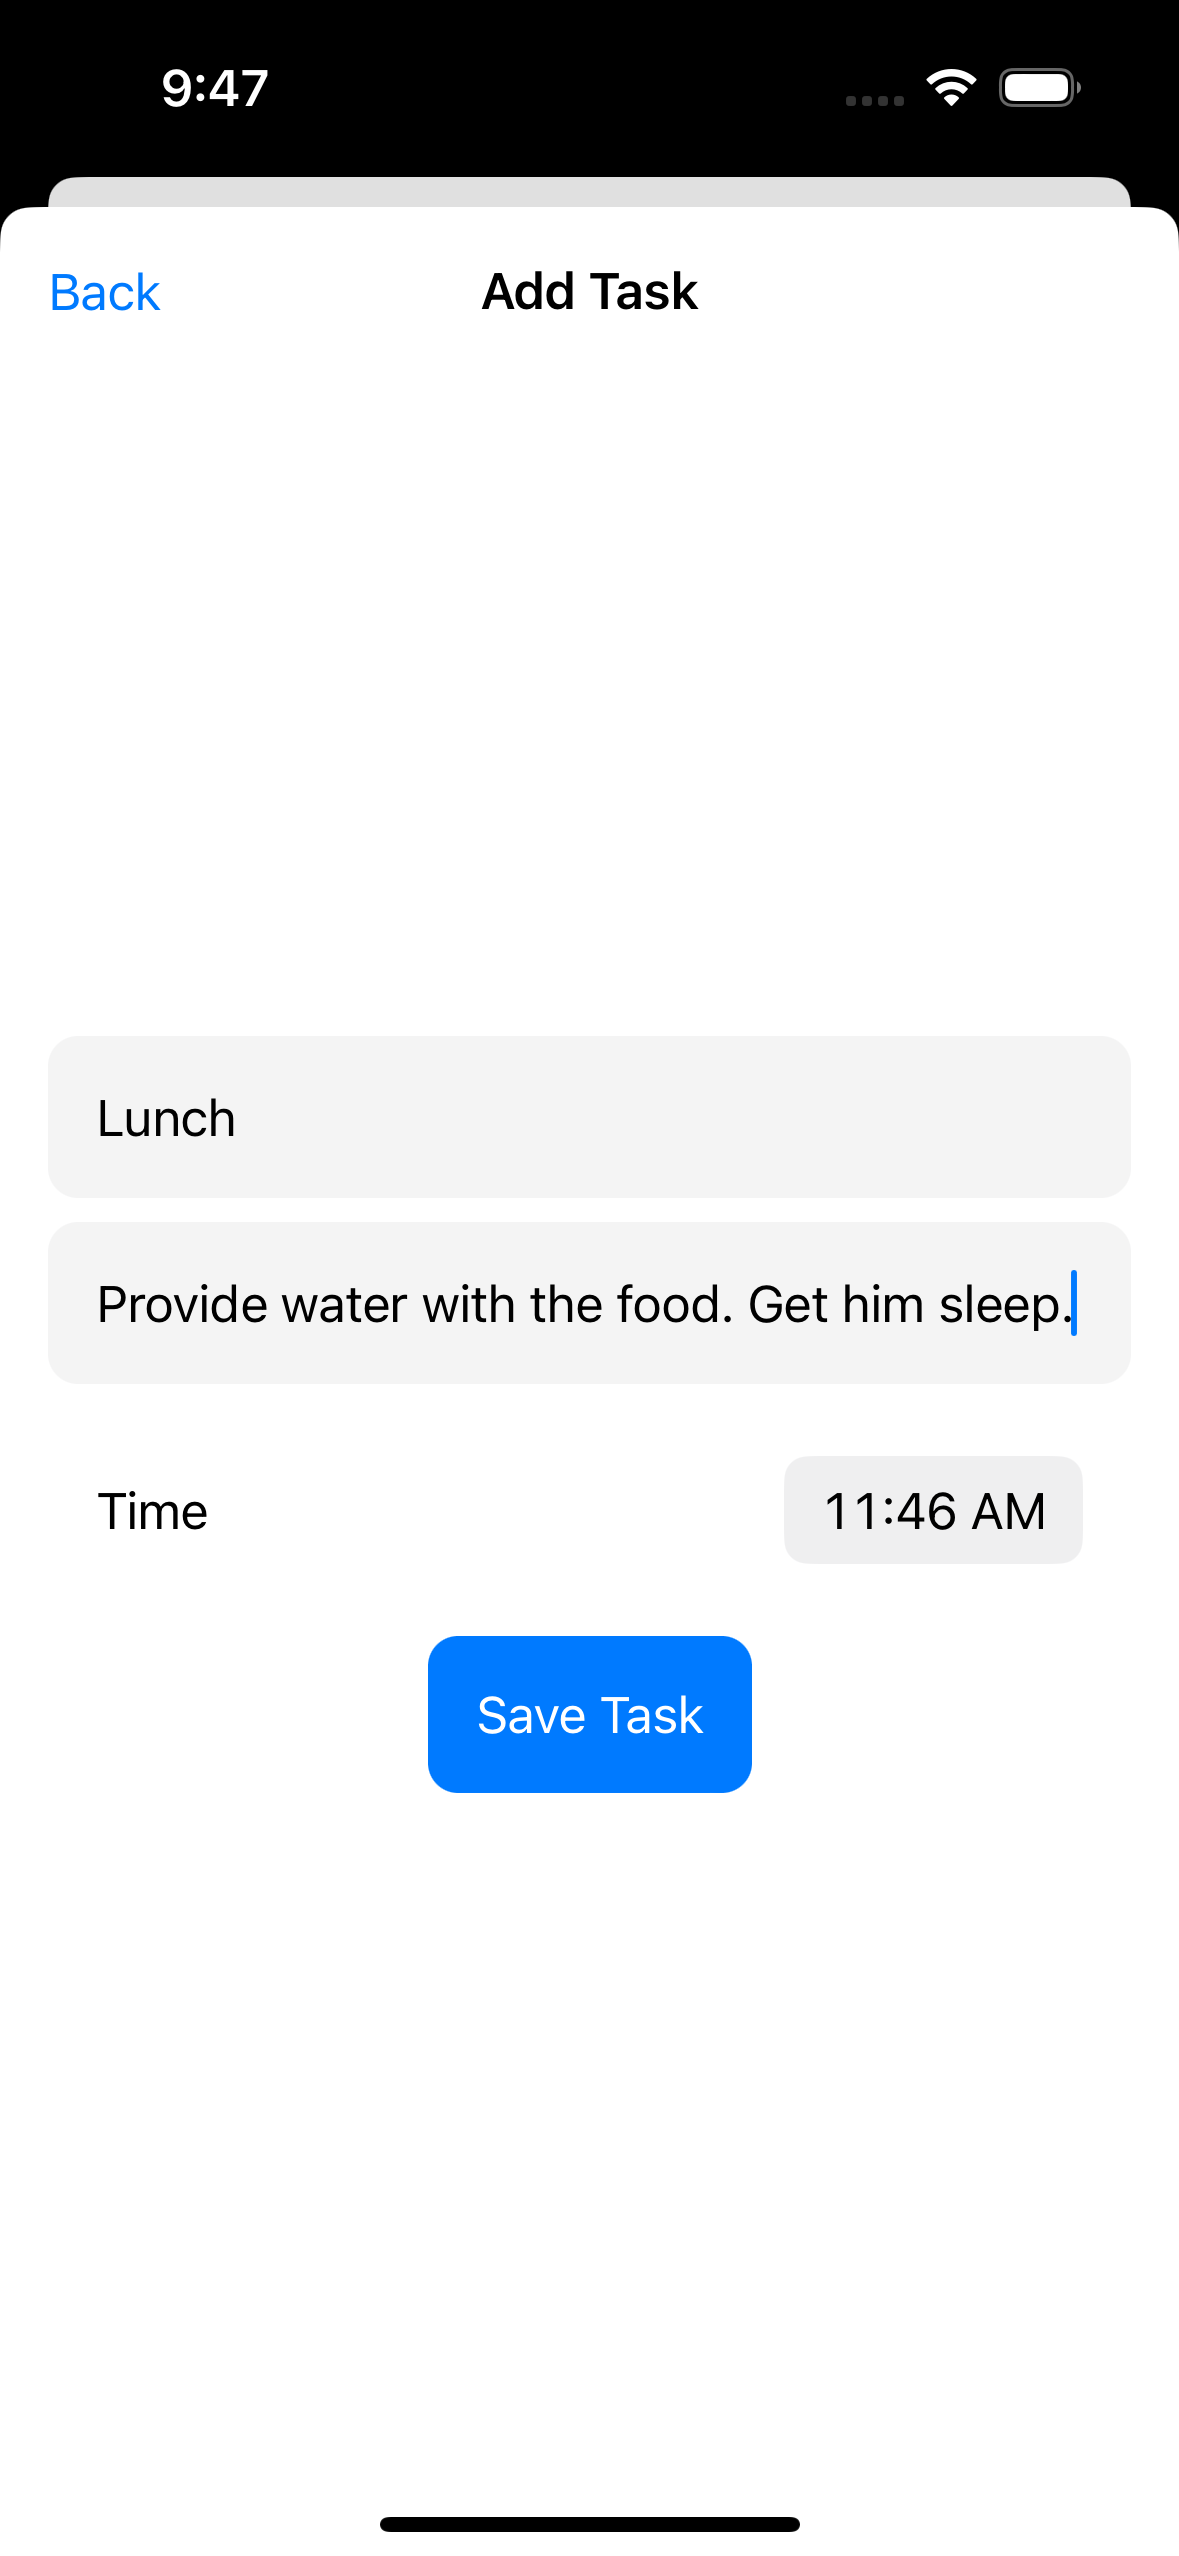 9:47
Back
Add Task
Lunch
Provide water with the food. Get him sleep.
Time
11:46 AM
Save Task